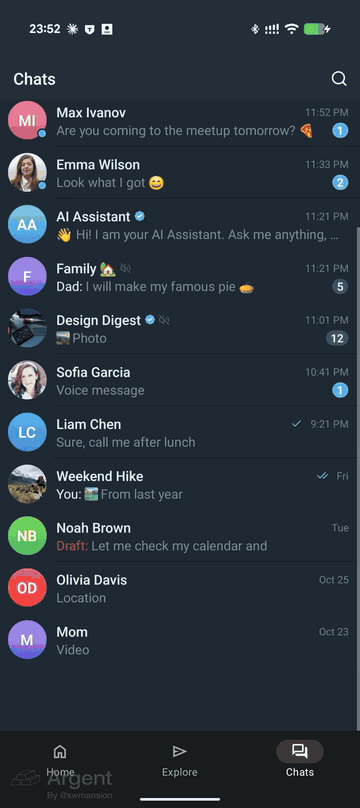 23:52
Chats
Max Ivanov 11:52 PM
Are you coming to the meetup tomorrow? 🍕 1
MI
Emma Wilson 11:33 PM
Look what I got 😄 2
AA
AI Assistant 11:21 PM
👋 Hi! I am your AI Assistant. Ask me anything, ...
F
Family 🏡 11:21 PM
Dad: I will make my famous pie 🥧 5
Design Digest 11:01 PM
Photo 12
Sofia Garcia 10:41 PM
Voice message 1
LC
Liam Chen 9:21 PM
Sure, call me after lunch
Weekend Hike Fri
You: 🏞️ From last year
NB
Noah Brown Tue
Draft: Let me check my calendar and
OD
Olivia Davis Oct 25
Location
M
Mom Oct 23
Video
Home Explore Chats
Argent
By @swmansion